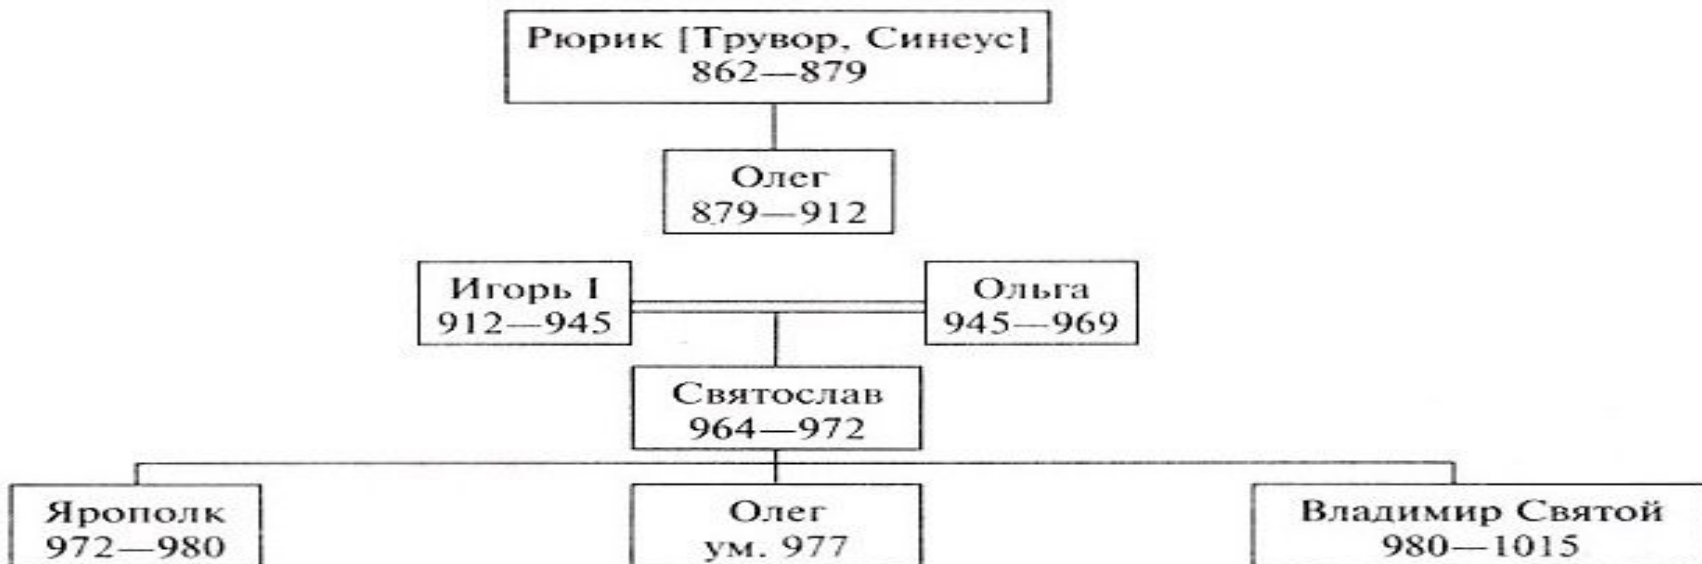 Рюрик [Трувор, Синеус]
862—879
Олег
879—912
Игорь I
912—945
Ольга
945—969
Святослав
964—972
Ярополк
972—980
Олег
ум. 977
Владимир Святой
980—1015